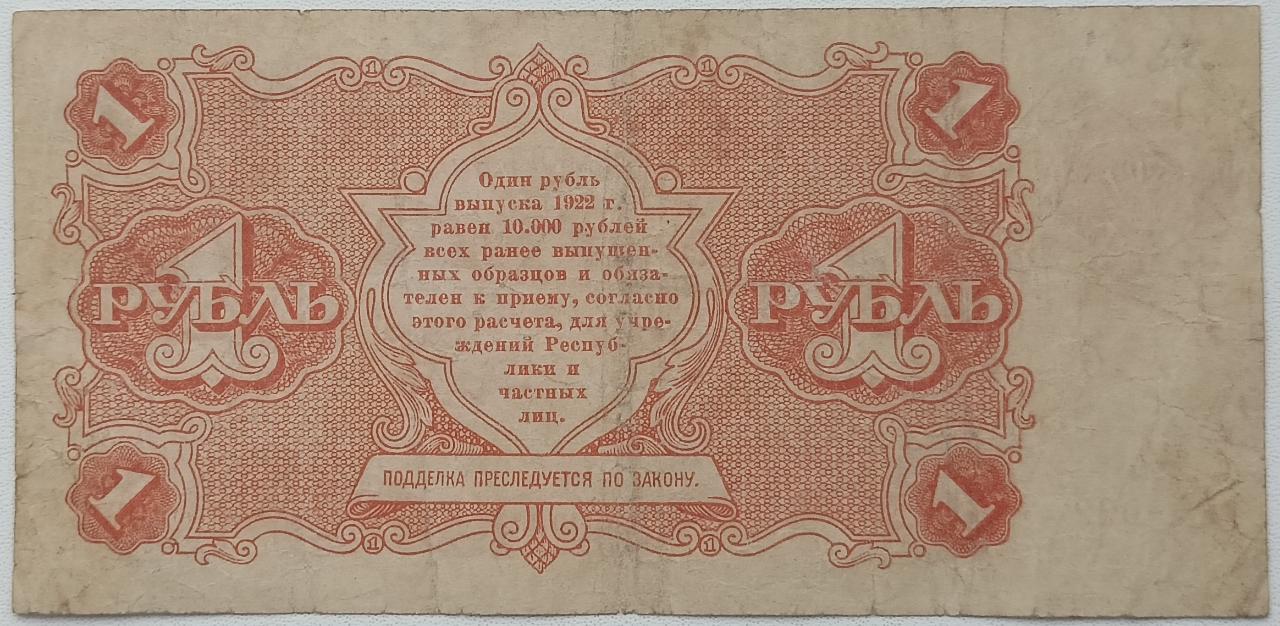 1 1
Один рубль
выпуска 1922 г.
равен 10.000 рублей
всех ранее выпущен-
ных образцов и обяза-
телен к приему, согласно
этого расчета, для учре-
ждений Респуб-
лики и
частных
лиц.
1 РУБЛЬ
1 РУБЛЬ
ПОДДЕЛКА ПРЕСЛЕДУЕТСЯ ПО ЗАКОНУ.
1 1
1 1
1 1